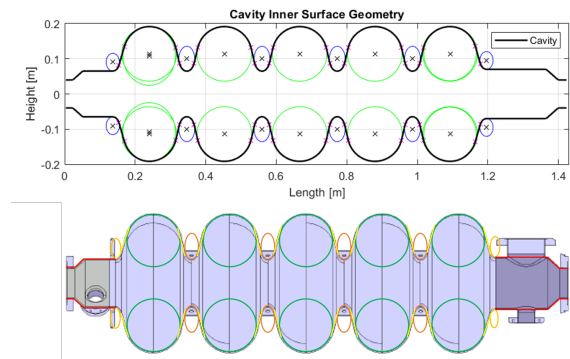 Cavity Inner Surface Geometry
Cavity
Height [m]
0.2
0.1
0
-0.1
-0.2
0 0.2 0.4 0.6 0.8 1 1.2 1.4
Length [m]